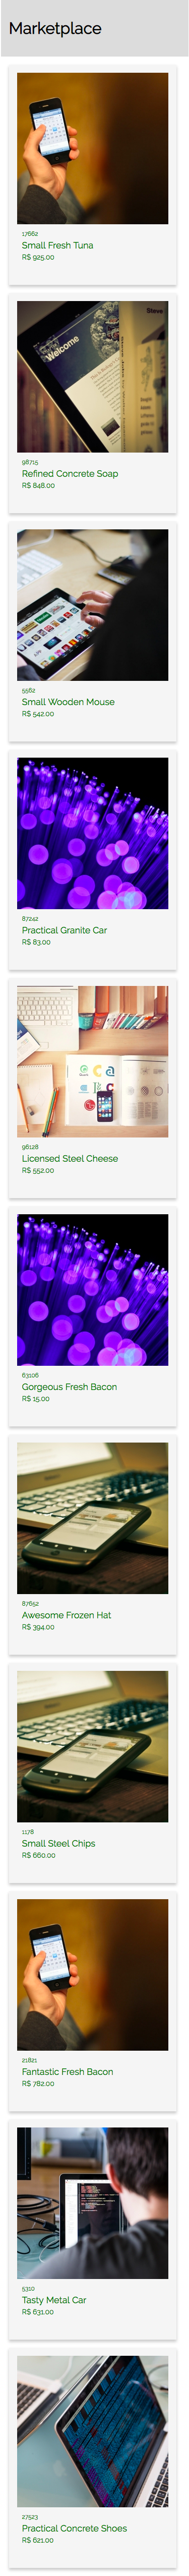 Marketplace
17662
Small Fresh Tuna
R$ 925.00
Welcome
Steve
98715
Refined Concrete Soap
R$ 848.00
5562
Small Wooden Mouse
R$ 542.00
87242
Practical Granite Car
R$ 83.00
96128
Licensed Steel Cheese
R$ 552.00
63106
Gorgeous Fresh Bacon
R$ 15.00
87652
Awesome Frozen Hat
R$ 394.00
1178
Small Steel Chips
R$ 660.00
21821
Fantastic Fresh Bacon
R$ 782.00
5310
Tasty Metal Car
R$ 631.00
27523
Practical Concrete Shoes
R$ 621.00